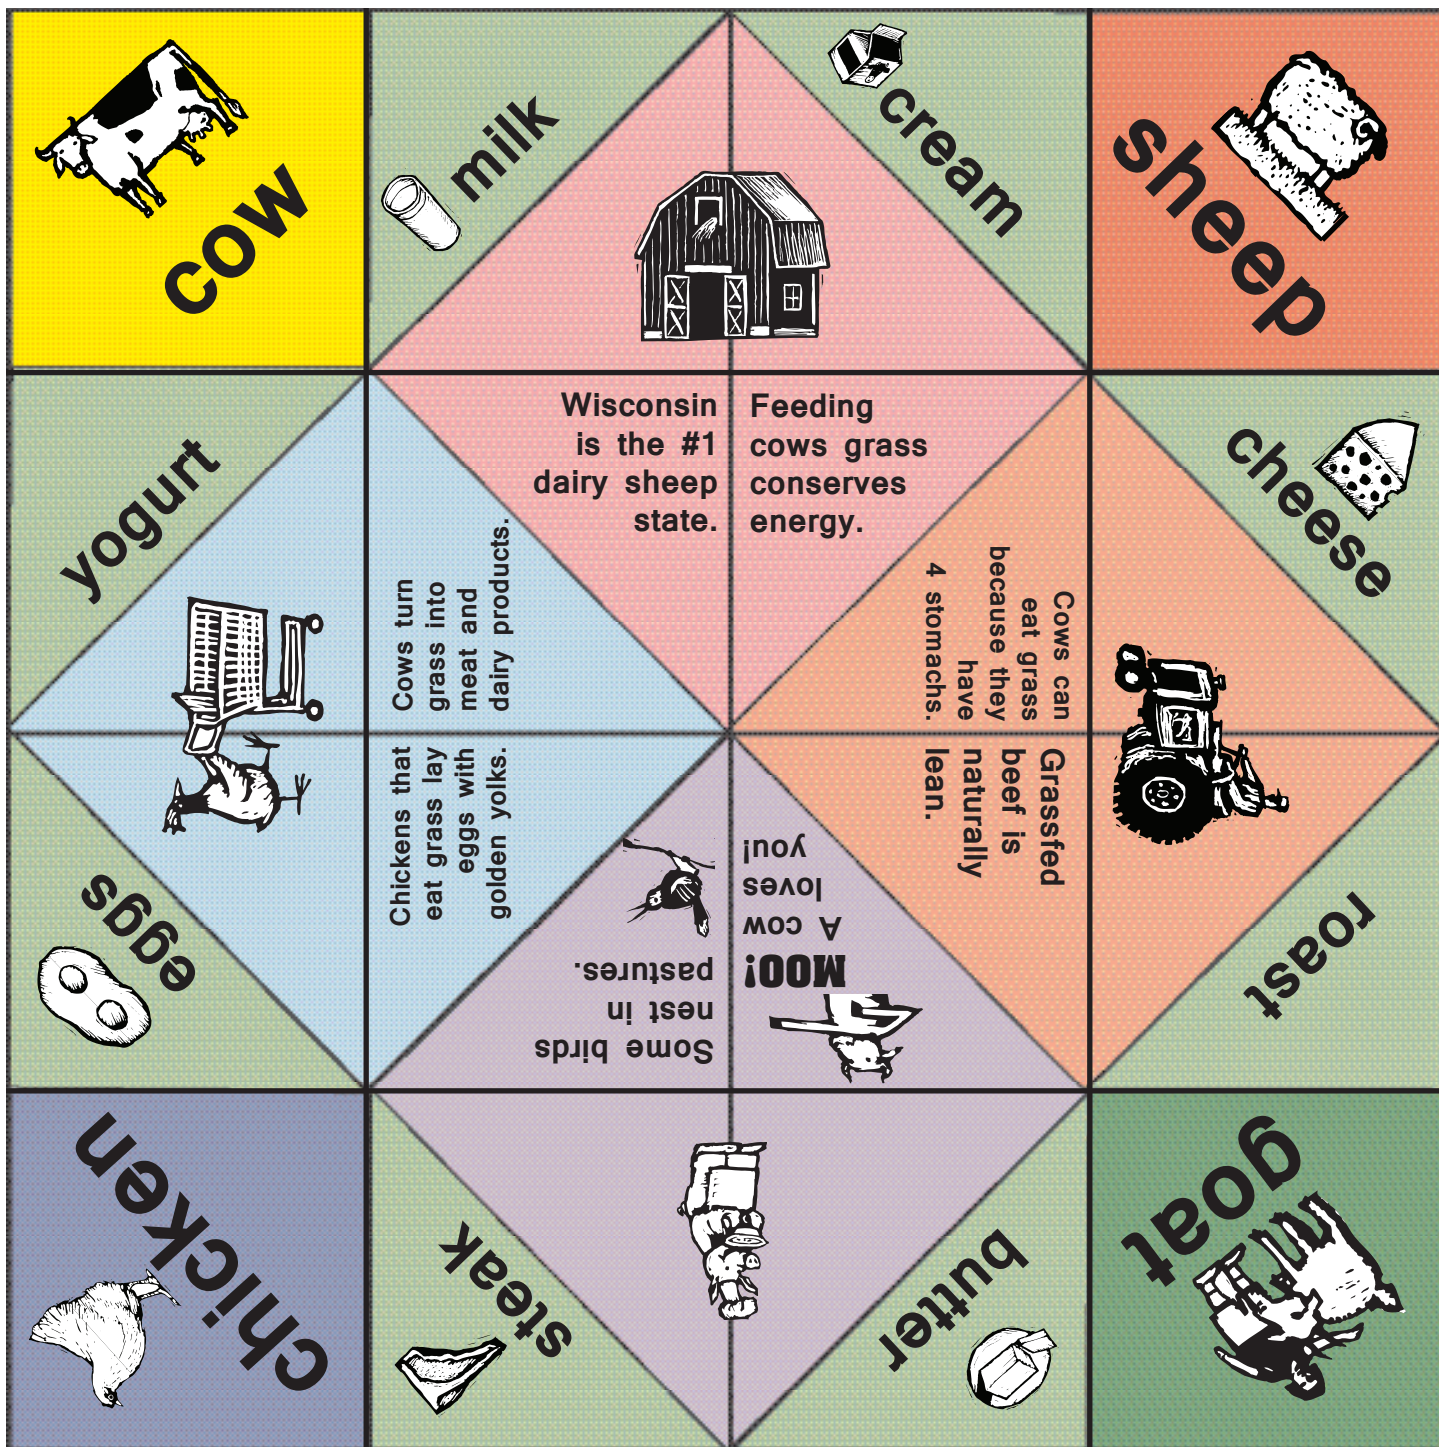 cow
milk
cream
sheep
yogurt
Wisconsin
is the #1
dairy sheep
state.
Feeding
cows grass
conserves
energy.
cheese
Cows turn
grass into
meat and
dairy products.
Cows can
eat grass
because they
have
4 stomachs.
Chickens that
eat grass lay
eggs with
golden yolks.
Grassfed
beef is
naturally
lean.
eggs
Some birds
nest in
pastures.
MOO!
A cow
loves
you!
roast
chicken
steak
butter
goat